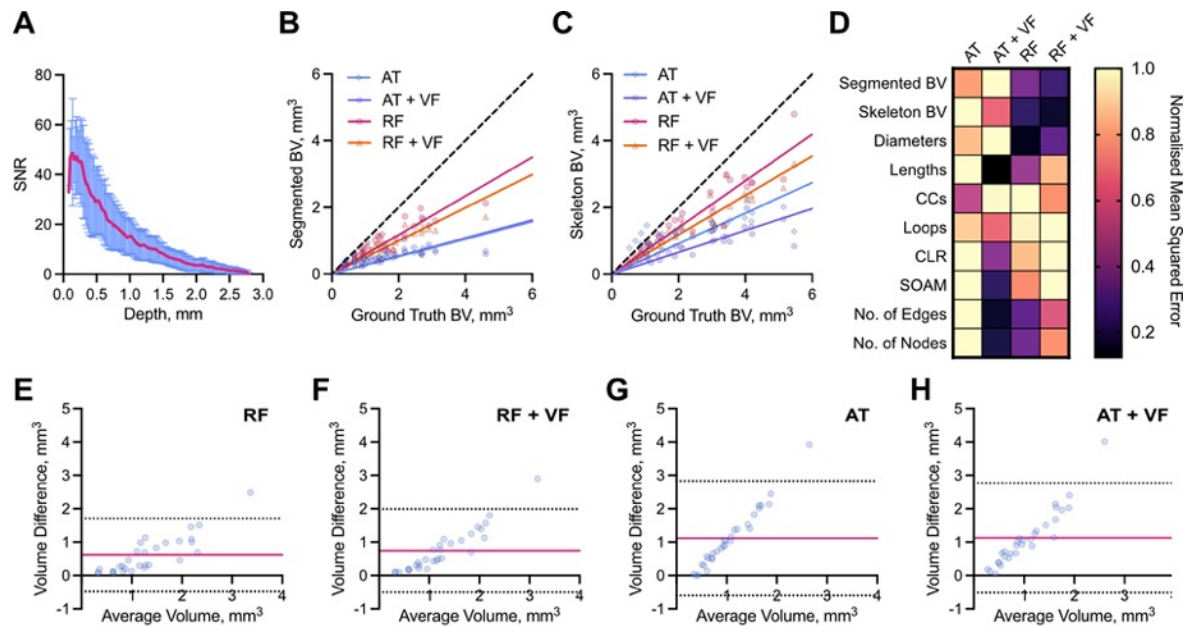 A
SNR
80
60
40
20
0
0.0 0.5 1.0 1.5 2.0 2.5 3.0
Depth, mm
B
Segmented BV, mm³
6
4
2
0
AT
AT + VF
RF
RF + VF
0 2 4 6
Ground Truth BV, mm³
C
Skeleton BV, mm³
6
4
2
0
AT
AT + VF
RF
RF + VF
0 2 4 6
Ground Truth BV, mm³
D
AT
AT + VF
RF
RF + VF
Segmented BV
Skeleton BV
Diameters
Lengths
CCs
Loops
CLR
SOAM
No. of Edges
No. of Nodes
1.0
0.8
0.6
0.4
0.2
Normalised Mean Squared Error
E
RF
Volume Difference, mm³
5
4
3
2
1
0
-1
1 2 3 4
Average Volume, mm³
F
RF + VF
Volume Difference, mm³
5
4
3
2
1
0
-1
1 2 3 4
Average Volume, mm³
G
AT
Volume Difference, mm³
5
4
3
2
1
0
-1
1 2 3 4
Average Volume, mm³
H
AT + VF
Volume Difference, mm³
5
4
3
2
1
0
-1
1 2 3
Average Volume, mm³